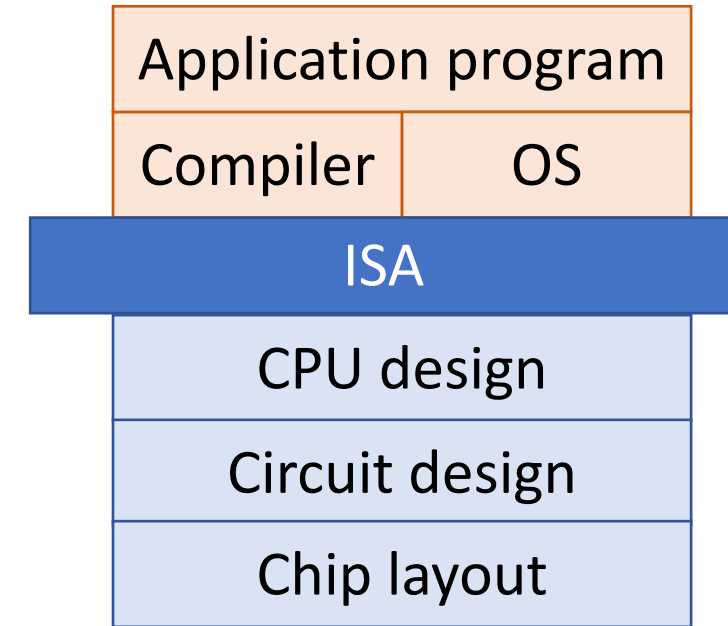 Application program
Compiler OS
ISA
CPU design
Circuit design
Chip layout